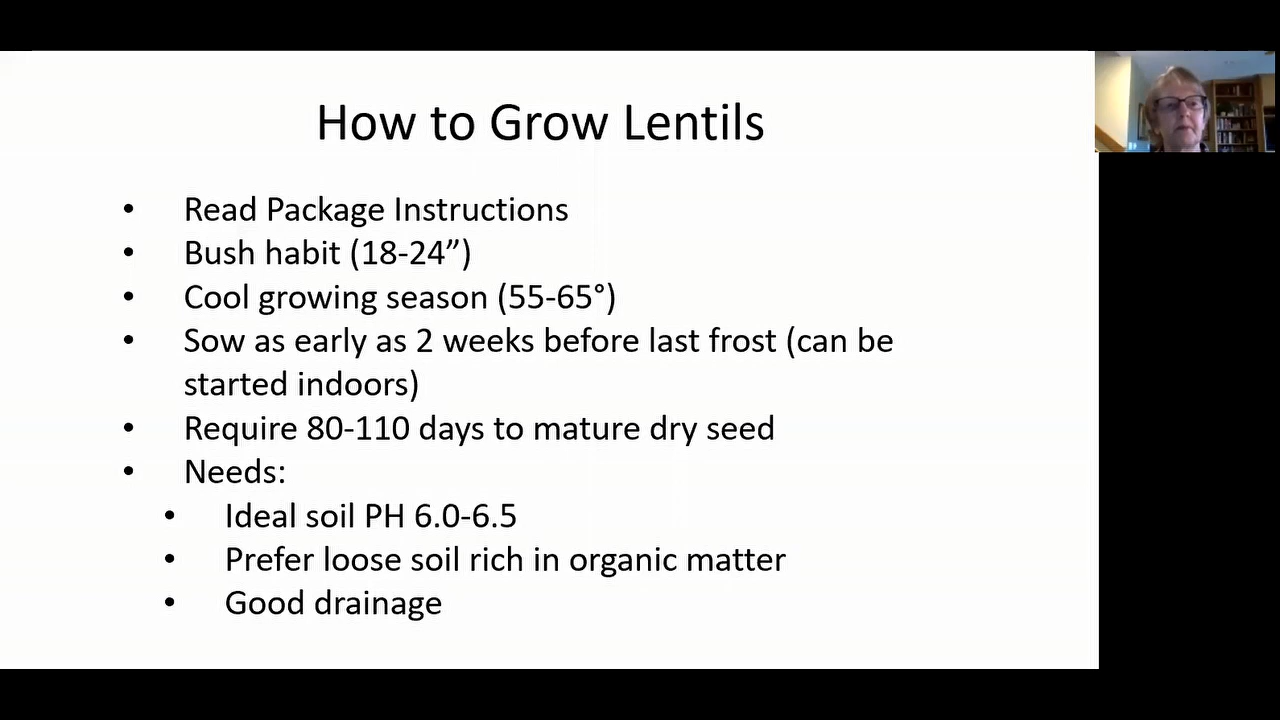 How to Grow Lentils
• Read Package Instructions
• Bush habit (18-24”)
• Cool growing season (55-65°)
• Sow as early as 2 weeks before last frost (can be
started indoors)
• Require 80-110 days to mature dry seed
• Needs:
• Ideal soil PH 6.0-6.5
• Prefer loose soil rich in organic matter
• Good drainage